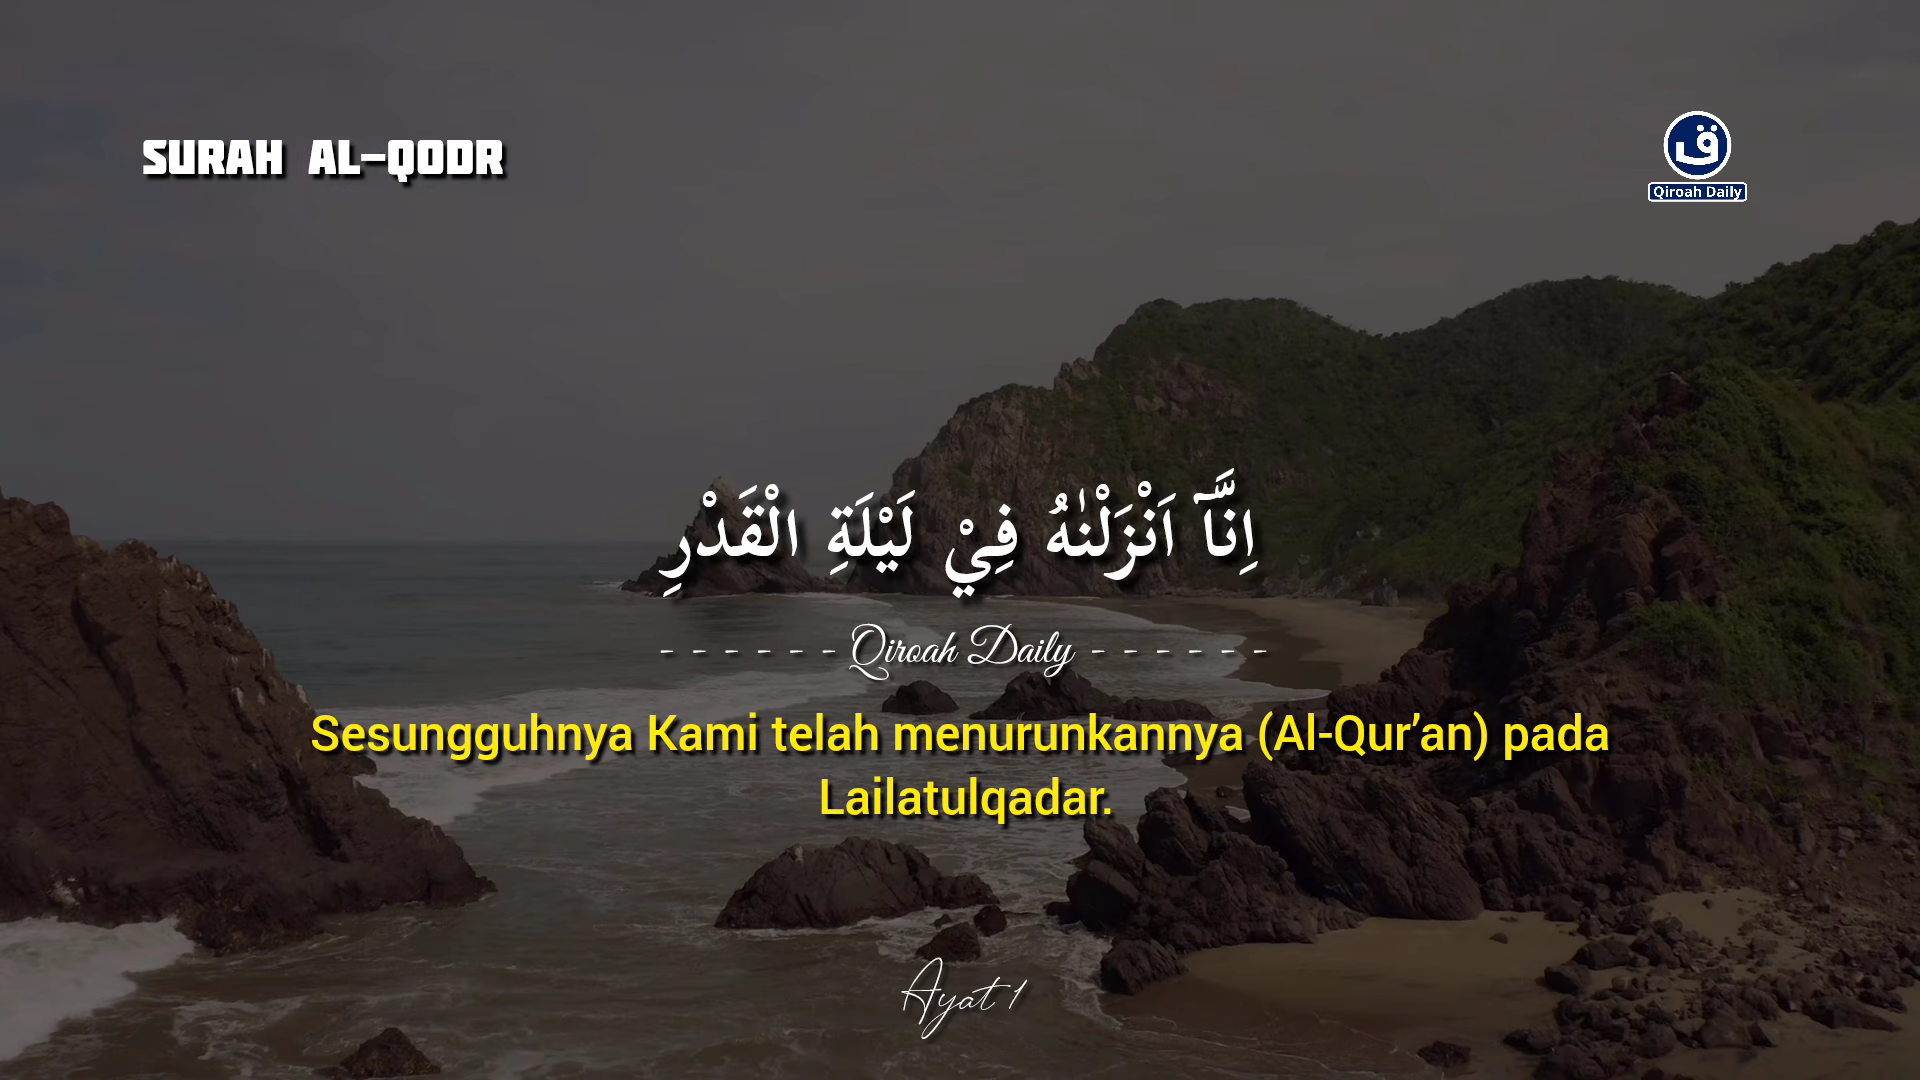 SURAH AL-QODR
ق
Qiroah Daily
اِنَّآ اَنْزَلْنٰهُ فِيْ لَيْلَةِ الْقَدْرِ
- - - - - - Qiroah Daily - - - - - -
Sesungguhnya Kami telah menurunkannya (Al-Qur’an) pada
Lailatulqadar.
Ayat 1